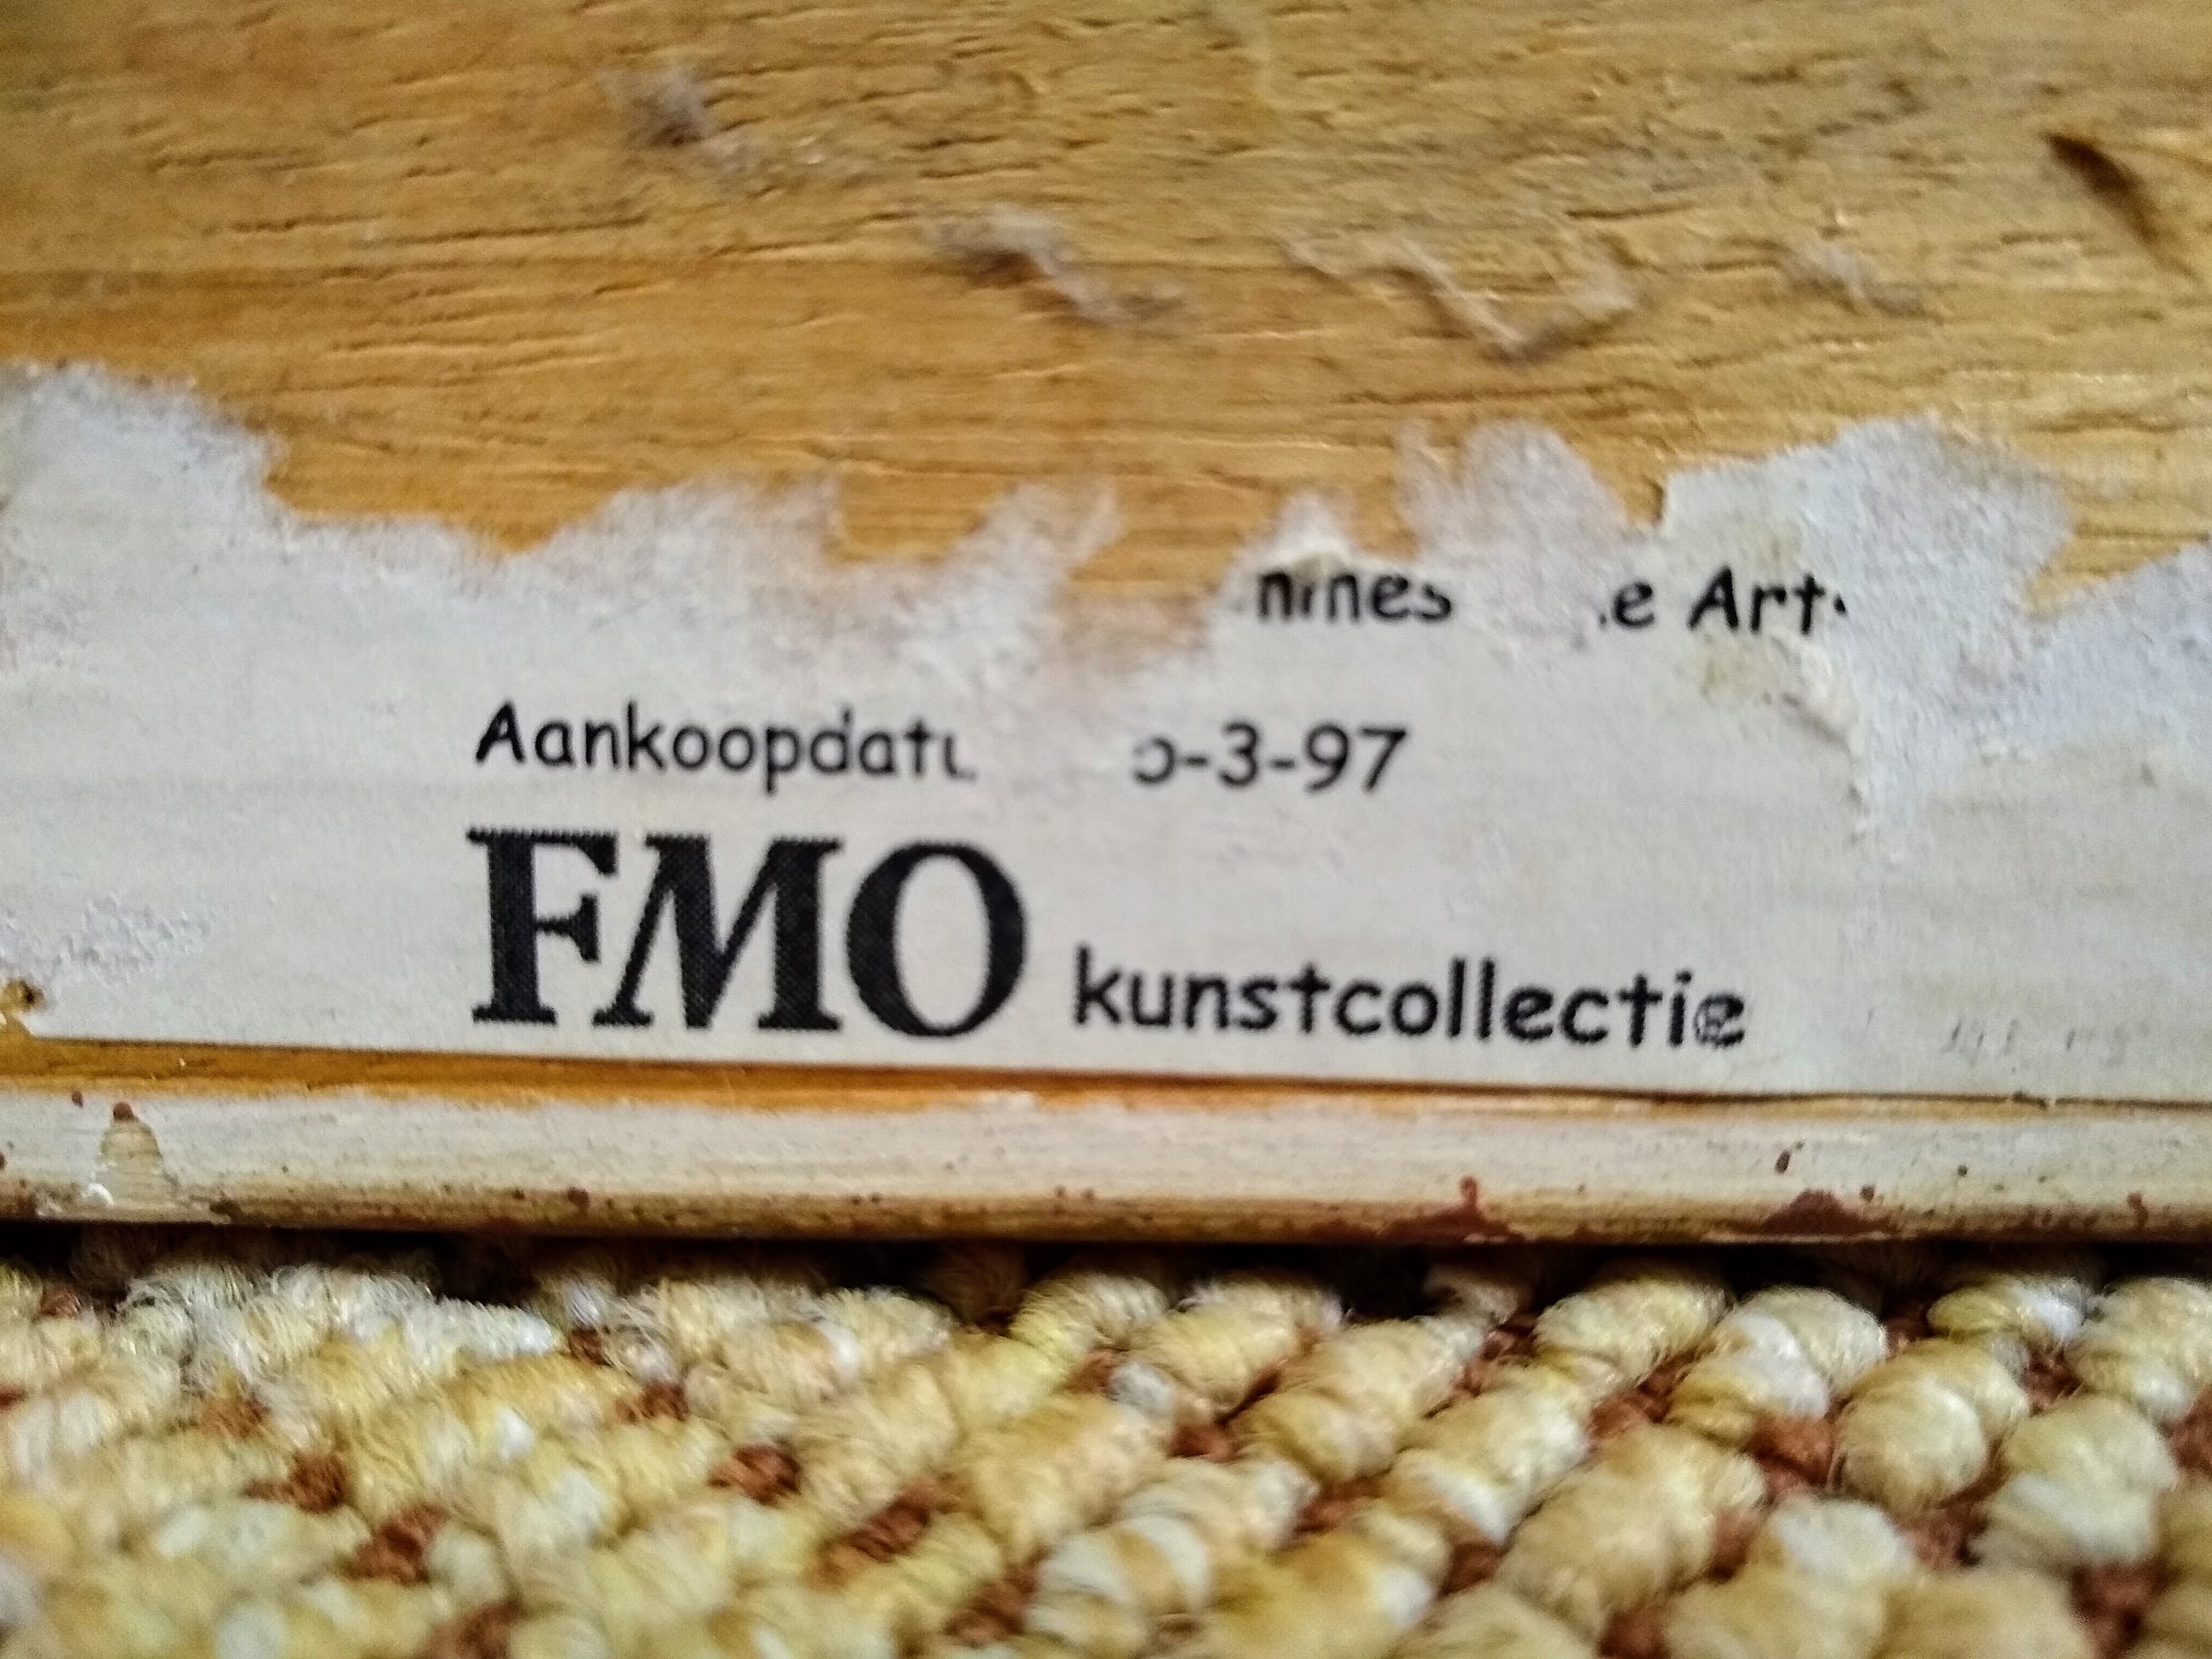 nines e Art
Aankoopdatu -3-97
FMO kunstcollectie